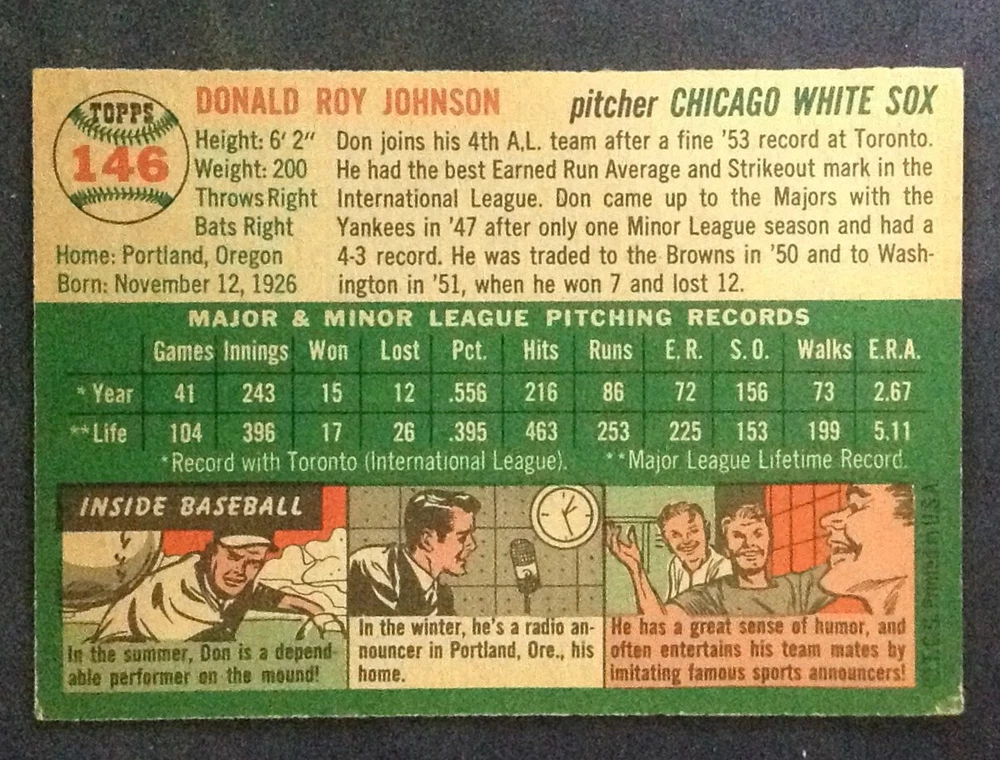 TOPPS
146
DONALD ROY JOHNSON
pitcher CHICAGO WHITE SOX
Height: 6' 2"
Weight: 200
Throws Right
Bats Right
Home: Portland, Oregon
Born: November 12, 1926
Don joins his 4th A.L. team after a fine '53 record at Toronto.
He had the best Earned Run Average and Strikeout mark in the
International League. Don came up to the Majors with the
Yankees in '47 after only one Minor League season and had a
4-3 record. He was traded to the Browns in '50 and to Wash-
ington in '51, when he won 7 and lost 12.
MAJOR & MINOR LEAGUE PITCHING RECORDS
Games Innings Won Lost Pct. Hits Runs E.R. S.O. Walks E.R.A.
* Year 41 243 15 12 .556 216 86 72 156 73 2.67
**Life 104 396 17 26 .395 463 253 225 153 199 5.11
*Record with Toronto (International League). **Major League Lifetime Record.
INSIDE BASEBALL
In the summer, Don is a depend-
able performer on the mound!
In the winter, he's a radio an-
nouncer in Portland, Ore., his
home.
He has a great sense of humor, and
often entertains his team mates by
imitating famous sports announcers!
T.C.G. Printed in U.S.A.